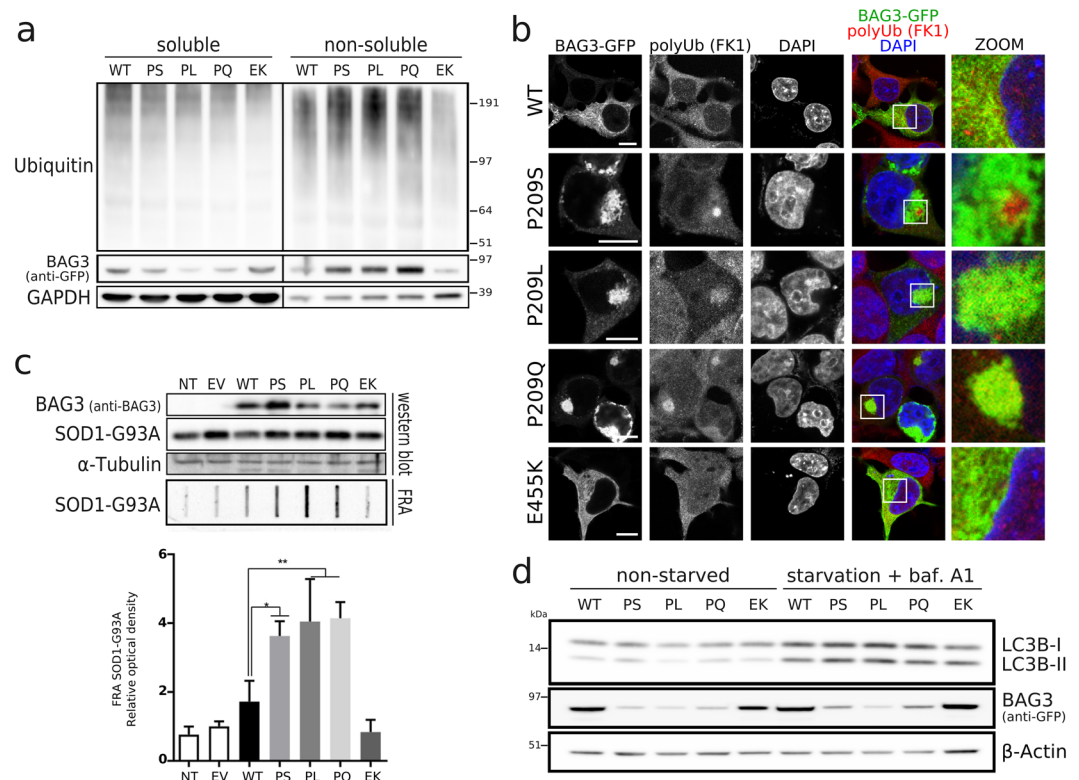 a
soluble
non-soluble
WT PS PL PQ EK WT PS PL PQ EK
Ubiquitin
191
97
64
51
BAG3
(anti-GFP)
97
GAPDH
39
b
BAG3-GFP
polyUb (FK1)
DAPI
BAG3-GFP
polyUb (FK1)
DAPI
ZOOM
WT
P209S
P209L
P209Q
E455K
c
NT EV WT PS PL PQ EK
BAG3 (anti-BAG3)
SOD1-G93A
α-Tubulin
western blot
SOD1-G93A
FRA
FRA SOD1-G93A
Relative optical density
6
4
2
0
**
*
NT EV WT PS PL PQ EK
d
non-starved
starvation + baf. A1
kDa
WT PS PL PQ EK WT PS PL PQ EK
14
LC3B-I
LC3B-II
97
BAG3
(anti-GFP)
51
β-Actin